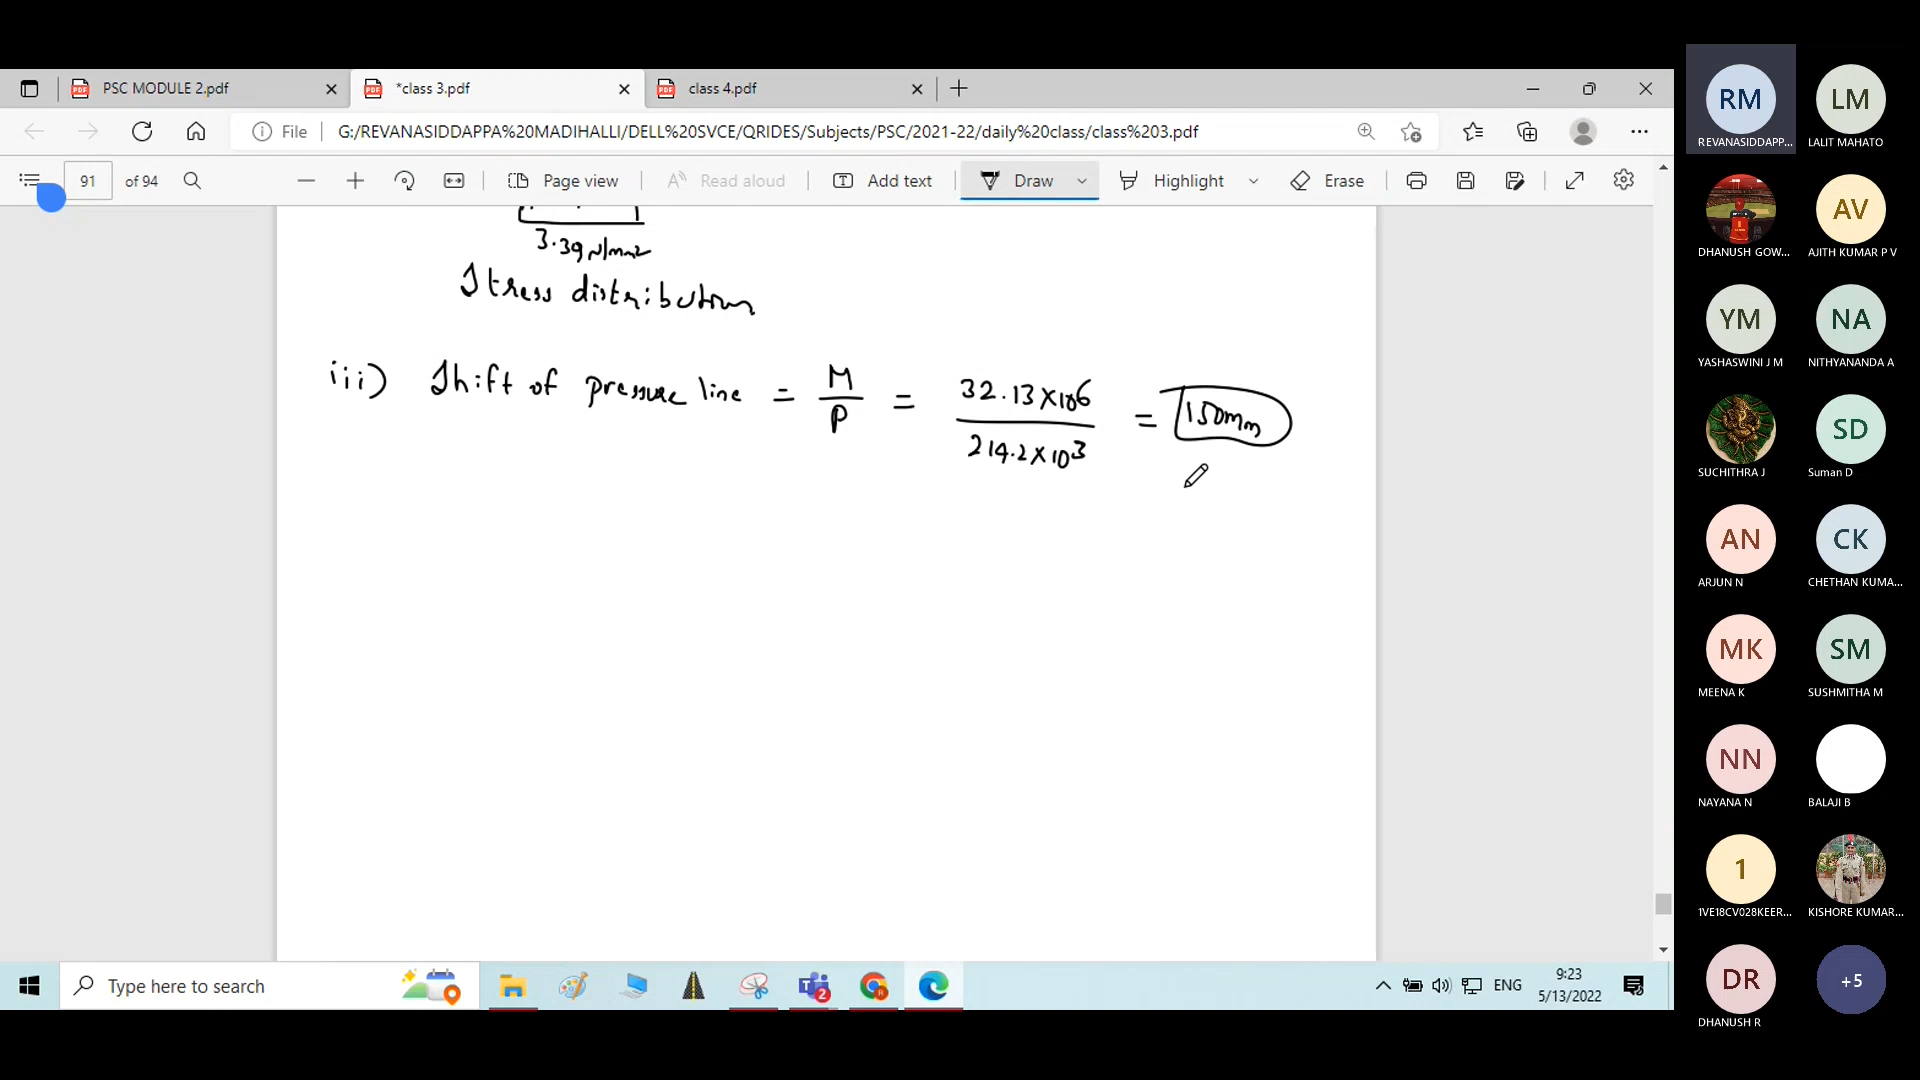 PSC MODULE 2.pdf
*class 3.pdf
class 4.pdf
File
G:/REVANASIDDAPPA%20MADIHALLI/DELL%20SVCE/QRIDES/Subjects/PSC/2021-22/daily%20class/class%203.pdf
91 of 94
Page view
Read aloud
Add text
Draw
Highlight
Erase
3.39 N/mm2
Stress distribution
iii) Shift of pressure line = M/P = 32.13×10^6 / 214.2×10^3 = 150mm
Type here to search
2
ENG
9:23
5/13/2022
RM
REVANASIDDAPP...
LM
LALIT MAHATO
DHANUSH GOW...
AV
AJITH KUMAR P V
YM
YASHASWINI J M
NA
NITHYANANDA A
SUCHITHRA J
SD
Suman D
AN
ARJUN N
CK
CHETHAN KUMA...
MK
MEENA K
SM
SUSHMITHA M
NN
NAYANA N
BALAJI B
1
1VE18CV028KEER...
KISHORE KUMAR...
DR
DHANUSH R
+5